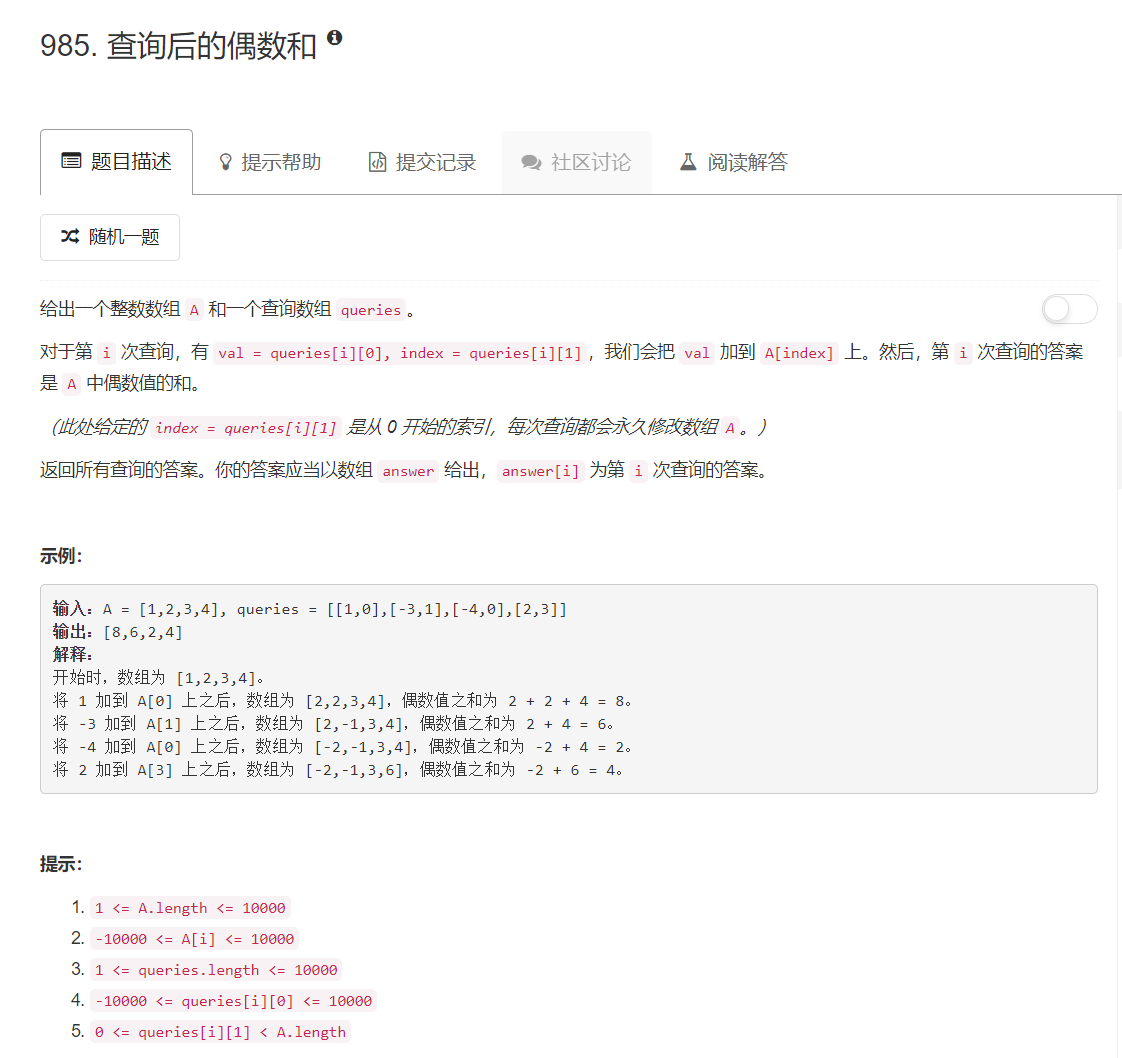 985. 查询后的偶数和
题目描述
提示帮助
提交记录
社区讨论
阅读解答
随机一题
给出一个整数数组 A 和一个查询数组 queries 。
对于第 i 次查询，有 val = queries[i][0], index = queries[i][1] ，我们会把 val 加到 A[index] 上。然后，第 i 次查询的答案
是 A 中偶数值的和。
（此处给定的 index = queries[i][1] 是从 0 开始的索引，每次查询都会永久修改数组 A 。）
返回所有查询的答案。你的答案应当以数组 answer 给出， answer[i] 为第 i 次查询的答案。
示例：
输入：A = [1,2,3,4], queries = [[1,0],[-3,1],[-4,0],[2,3]]
输出：[8,6,2,4]
解释：
开始时，数组为 [1,2,3,4]。
将 1 加到 A[0] 上之后，数组为 [2,2,3,4]，偶数值之和为 2 + 2 + 4 = 8。
将 -3 加到 A[1] 上之后，数组为 [2,-1,3,4]，偶数值之和为 2 + 4 = 6。
将 -4 加到 A[0] 上之后，数组为 [-2,-1,3,4]，偶数值之和为 -2 + 4 = 2。
将 2 加到 A[3] 上之后，数组为 [-2,-1,3,6]，偶数值之和为 -2 + 6 = 4。
提示：
1. 1 <= A.length <= 10000
2. -10000 <= A[i] <= 10000
3. 1 <= queries.length <= 10000
4. -10000 <= queries[i][0] <= 10000
5. 0 <= queries[i][1] < A.length